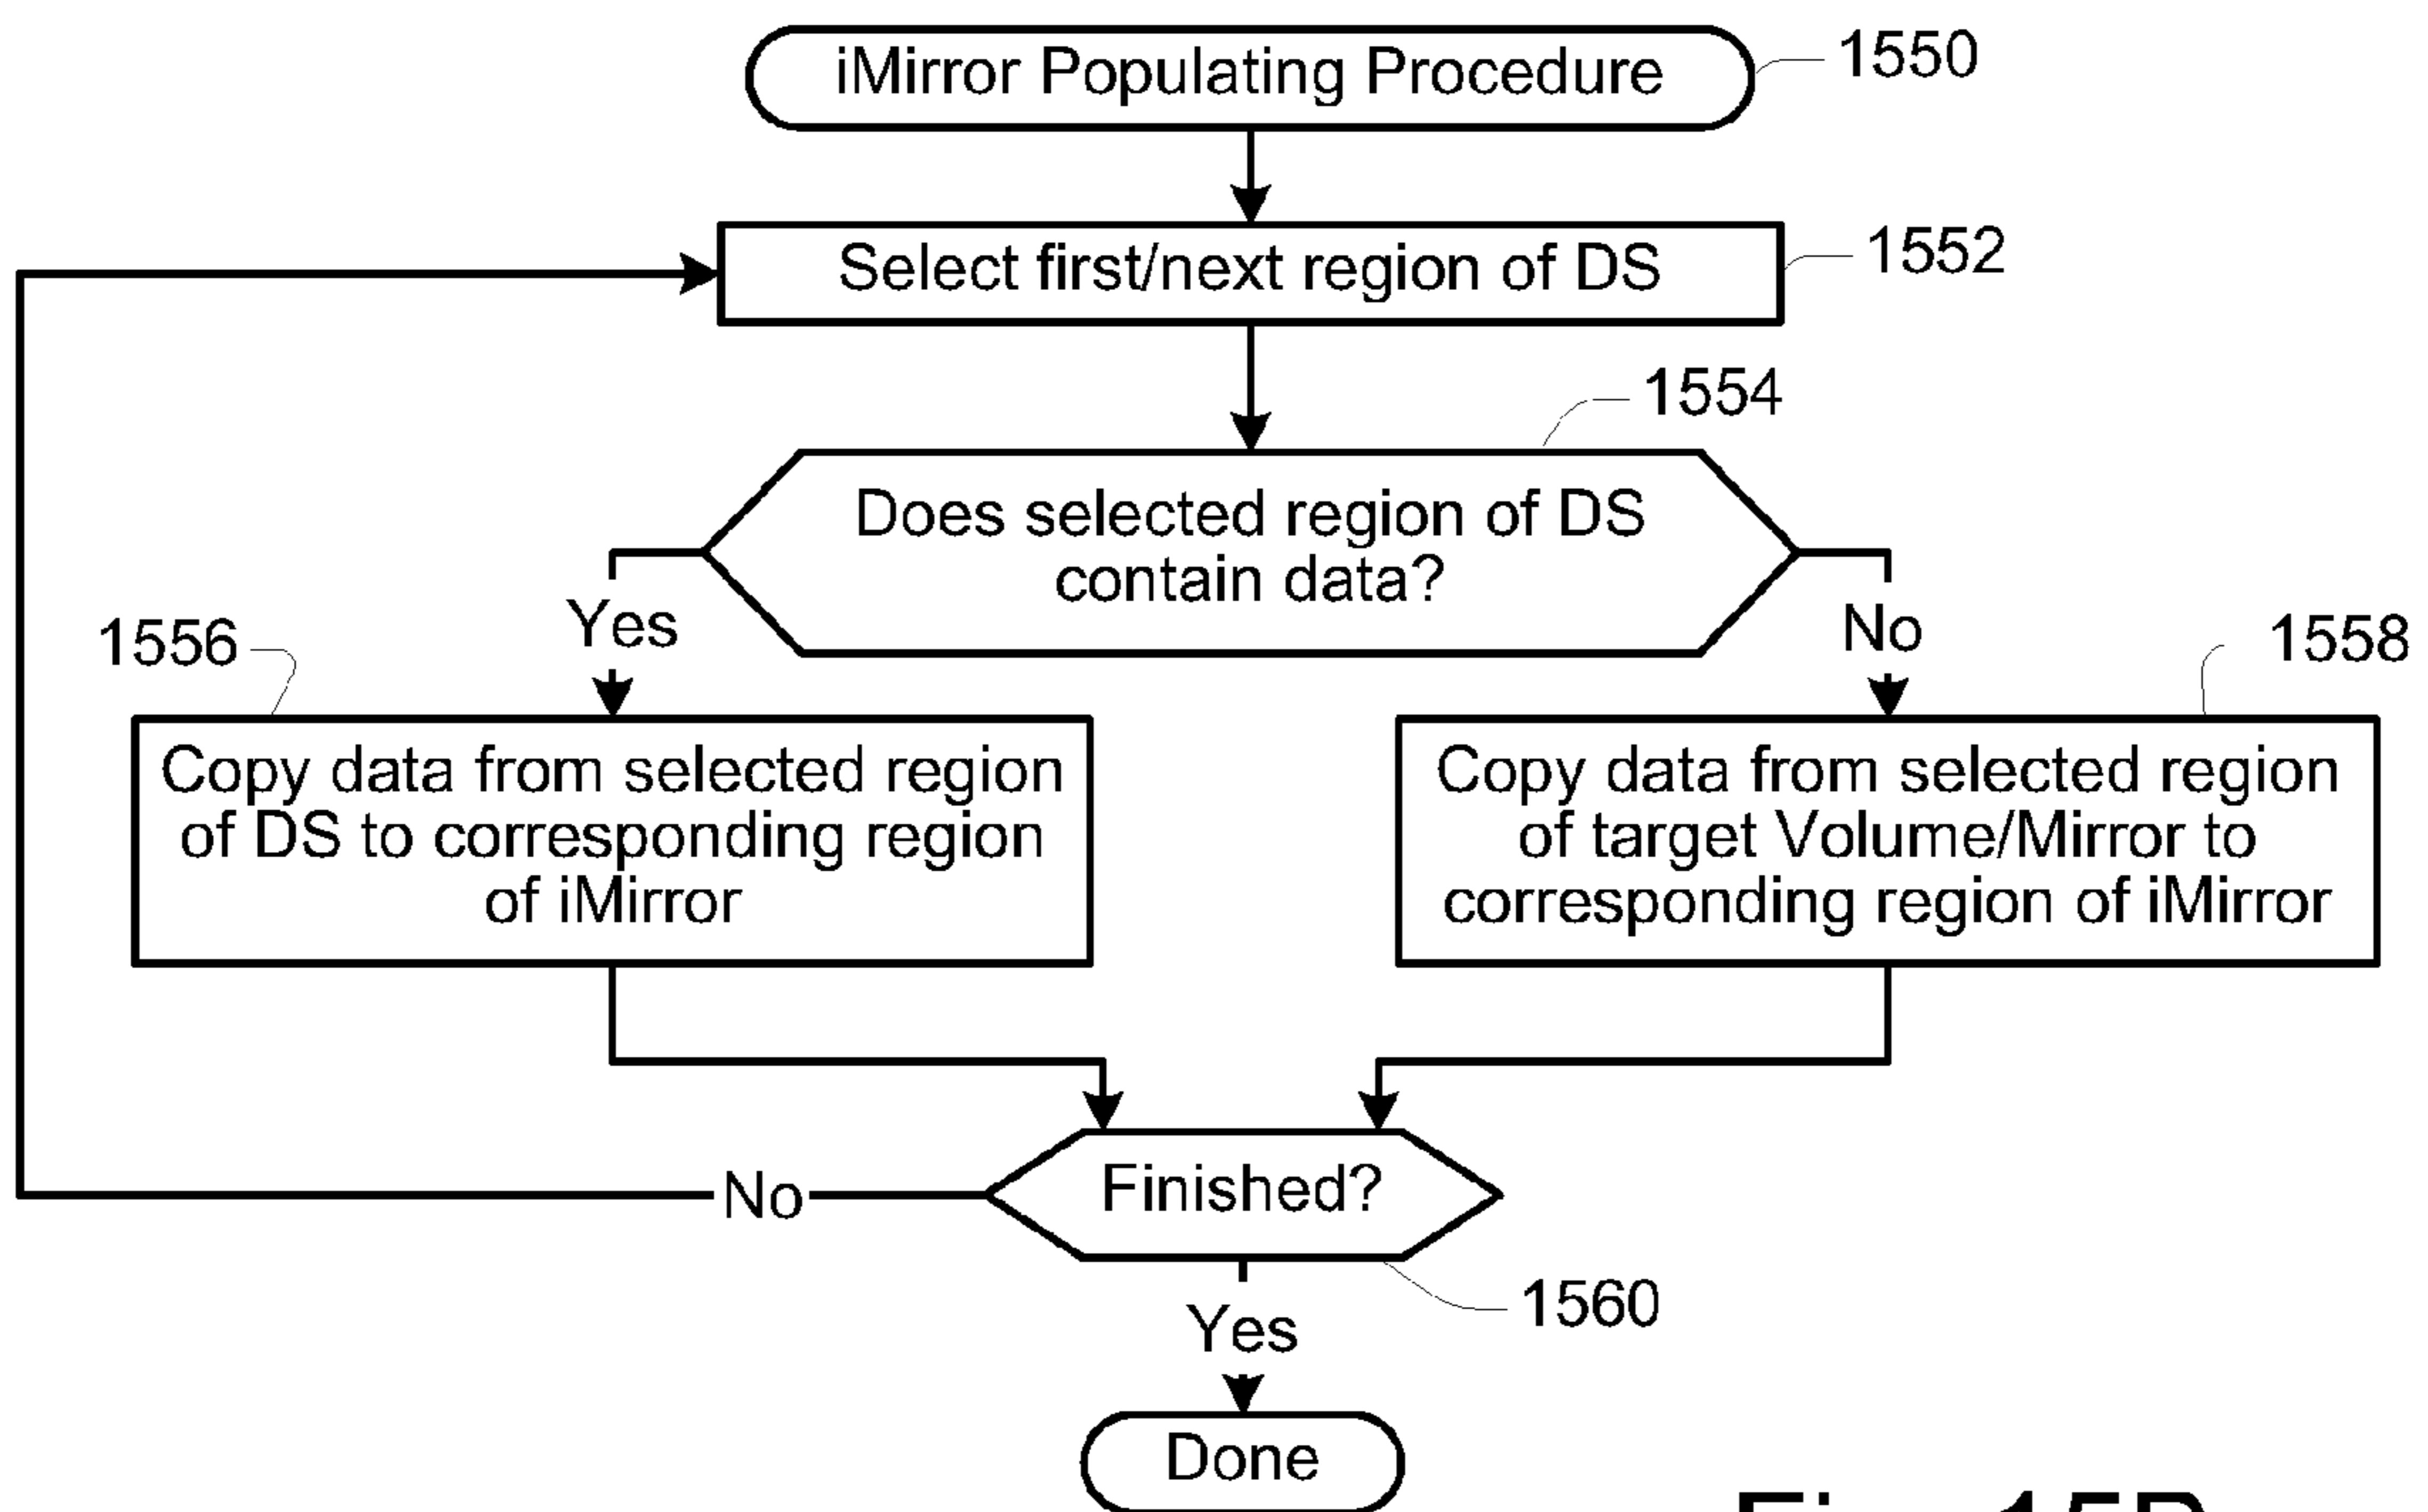 iMirror Populating Procedure
1550
Select first/next region of DS
1552
1554
Does selected region of DS
contain data?
Yes
No
1556
1558
Copy data from selected region
of DS to corresponding region
of iMirror
Copy data from selected region
of target Volume/Mirror to
corresponding region of iMirror
Finished?
No
1560
Yes
Done